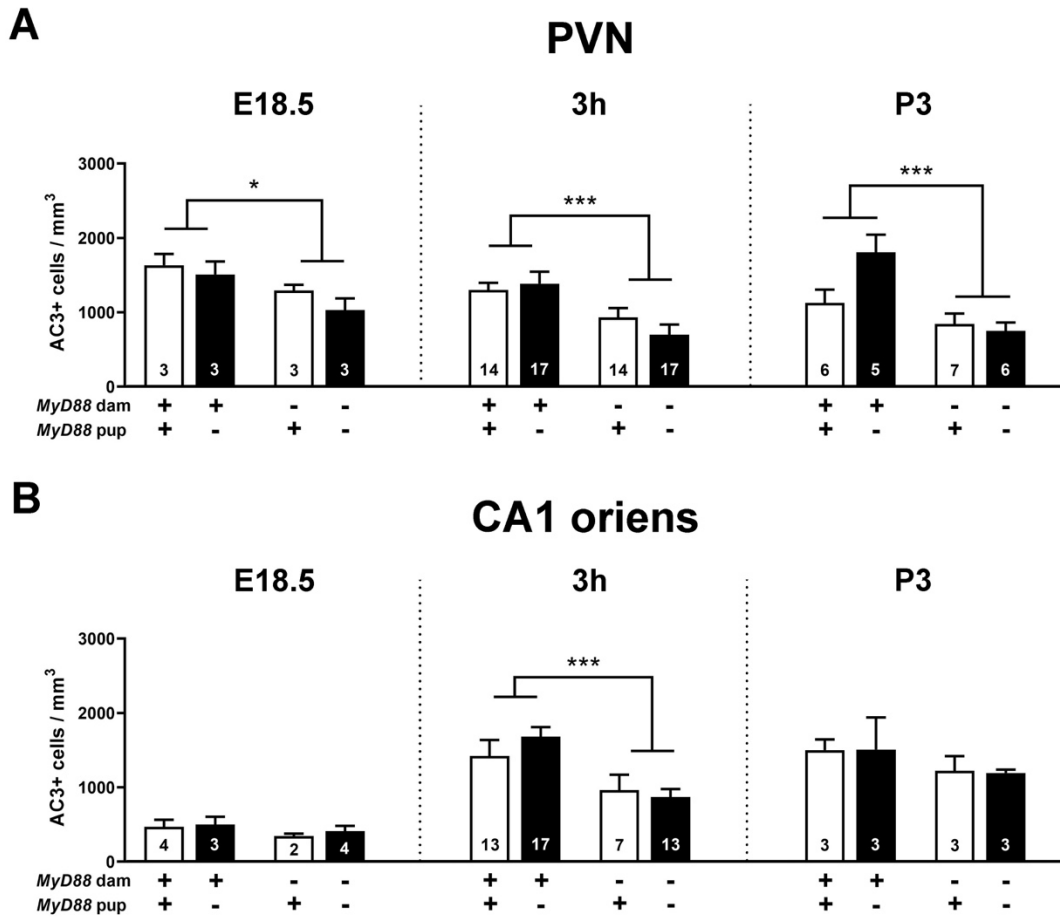 A
PVN
E18.5 3h P3
AC3+ cells / mm³
3000
2000
1000
0
* *** ***
3 3 3 3 14 17 14 17 6 5 7 6
MyD88 dam + + - - + + - - + + - -
MyD88 pup + - + - + - + - + - + -
B
CA1 oriens
E18.5 3h P3
AC3+ cells / mm³
3000
2000
1000
0
***
4 3 2 4 13 17 7 13 3 3 3 3
MyD88 dam + + - - + + - - + + - -
MyD88 pup + - + - + - + - + - + -